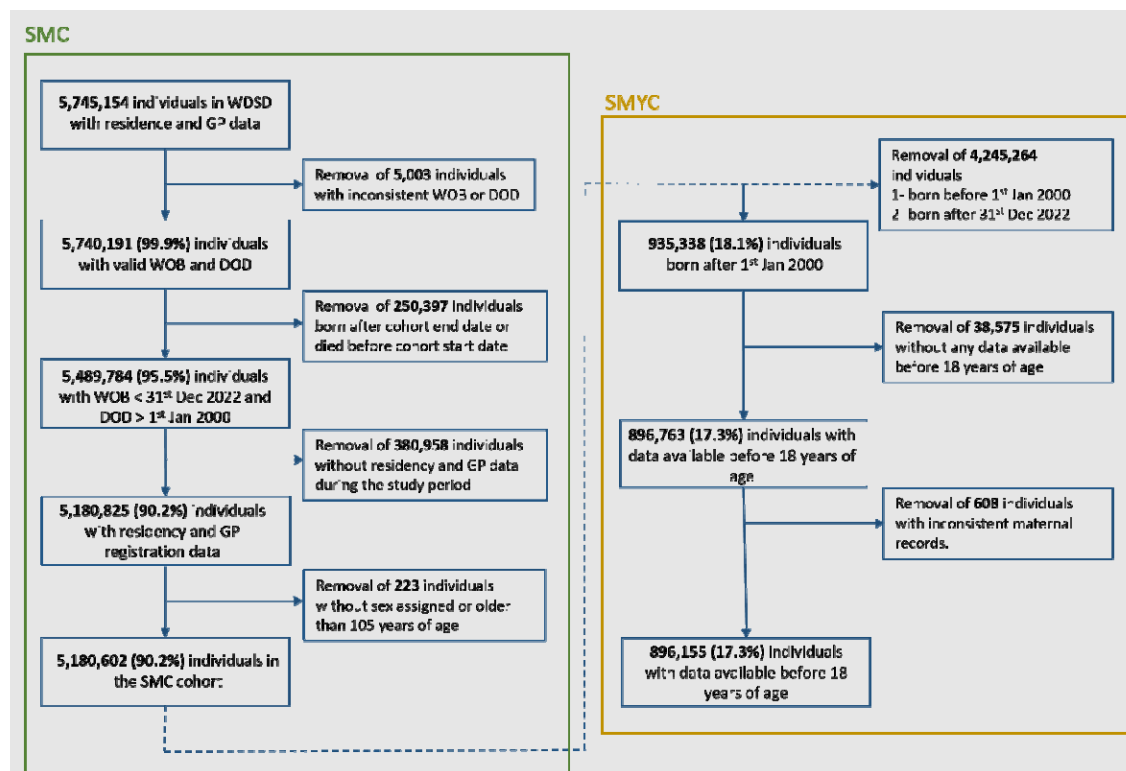 SMC
5,745,154 individuals in WDSD
with residence and GP data
Removal of 5,003 individuals
with inconsistent WOB or DOD
5,740,191 (99.9%) individuals
with valid WOB and DOD
Removal of 250,397 individuals
born after cohort end date or
died before cohort start date
5,489,784 (95.5%) individuals
with WOB < 31st Dec 2022 and
DOD > 1st Jan 2000
Removal of 380,958 individuals
without residency and GP data
during the study period
5,180,825 (90.2%) individuals
with residency and GP
registration data
Removal of 223 individuals
without sex assigned or older
than 105 years of age
5,180,602 (90.2%) individuals in
the SMC cohort
SMYC
Removal of 4,245,264
individuals
1- born before 1st Jan 2000
2- born after 31st Dec 2022
935,338 (18.1%) individuals
born after 1st Jan 2000
Removal of 38,575 individuals
without any data available
before 18 years of age
896,763 (17.3%) individuals with
data available before 18 years of
age
Removal of 608 individuals
with inconsistent maternal
records.
896,155 (17.3%) individuals
with data available before 18
years of age